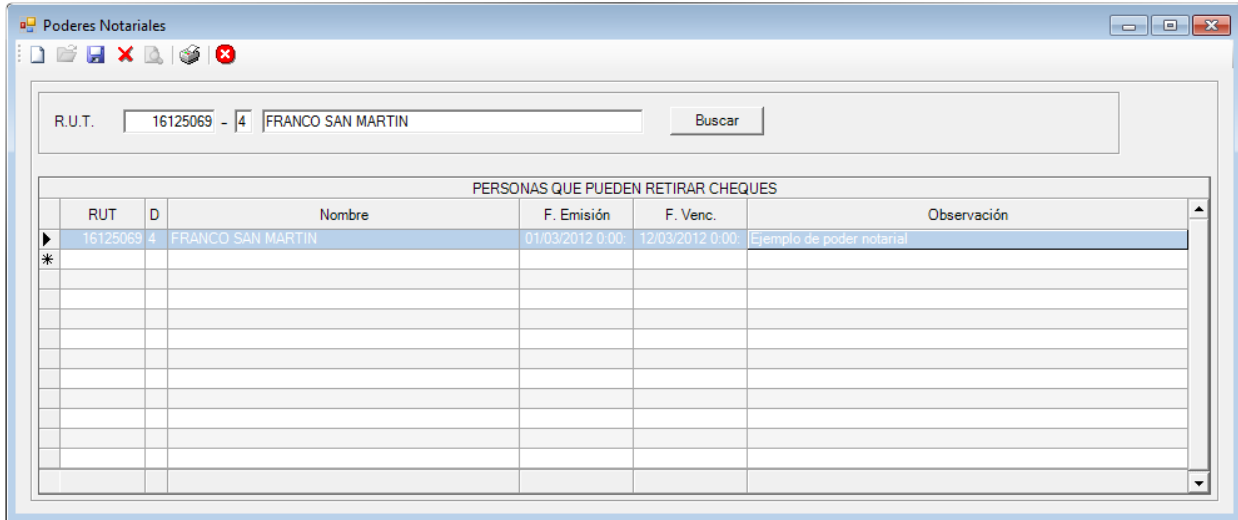 Poderes Notariales
R.U.T. 16125069 - 4 FRANCO SAN MARTIN Buscar
PERSONAS QUE PUEDEN RETIRAR CHEQUES
RUT D Nombre F. Emisión F. Venc. Observación
16125069 4 FRANCO SAN MARTIN 01/03/2012 0:00: 12/03/2012 0:00: Ejemplo de poder notarial